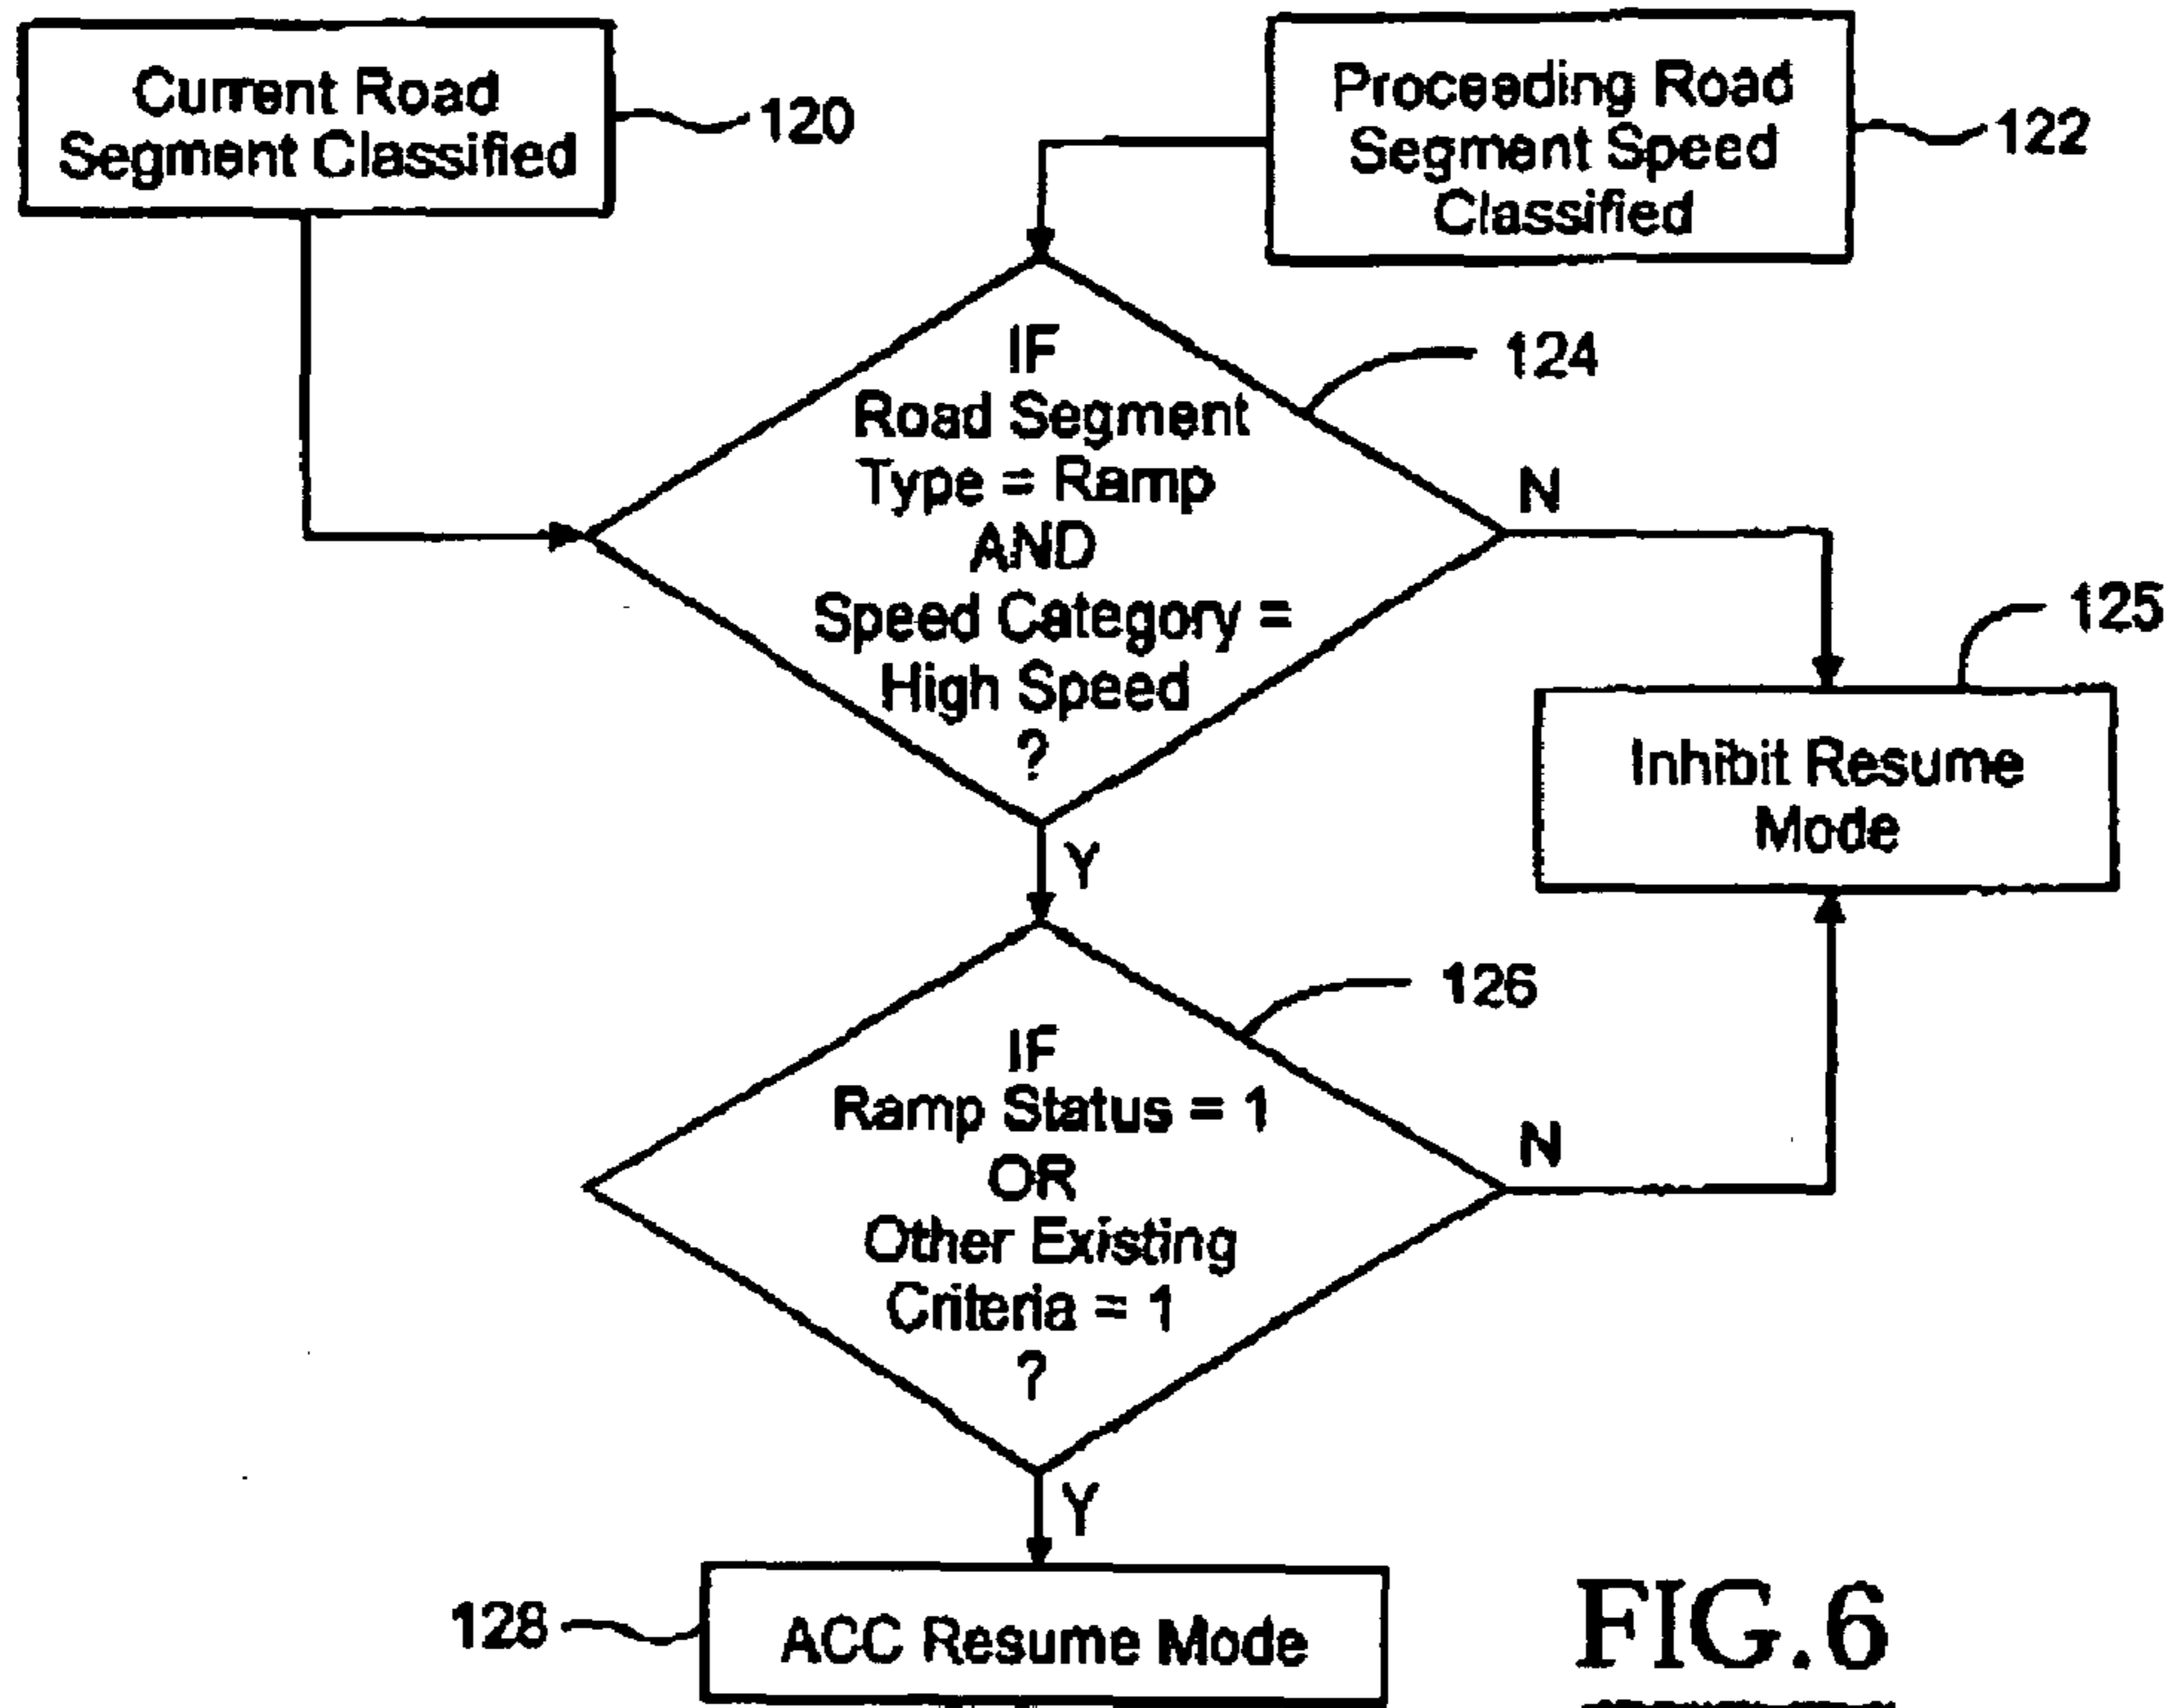 Current Road
Segment Classified
120
Proceeding Road
Segment Speed
Classified
122
IF
Road Segment
Type = Ramp
AND
Speed Category =
High Speed
?
124
N
125
Inhibit Resume
Mode
Y
IF
Ramp Status = 1
OR
Other Existing
Criteria = 1
?
126
N
Y
128
ACC Resume Mode
FIG.6